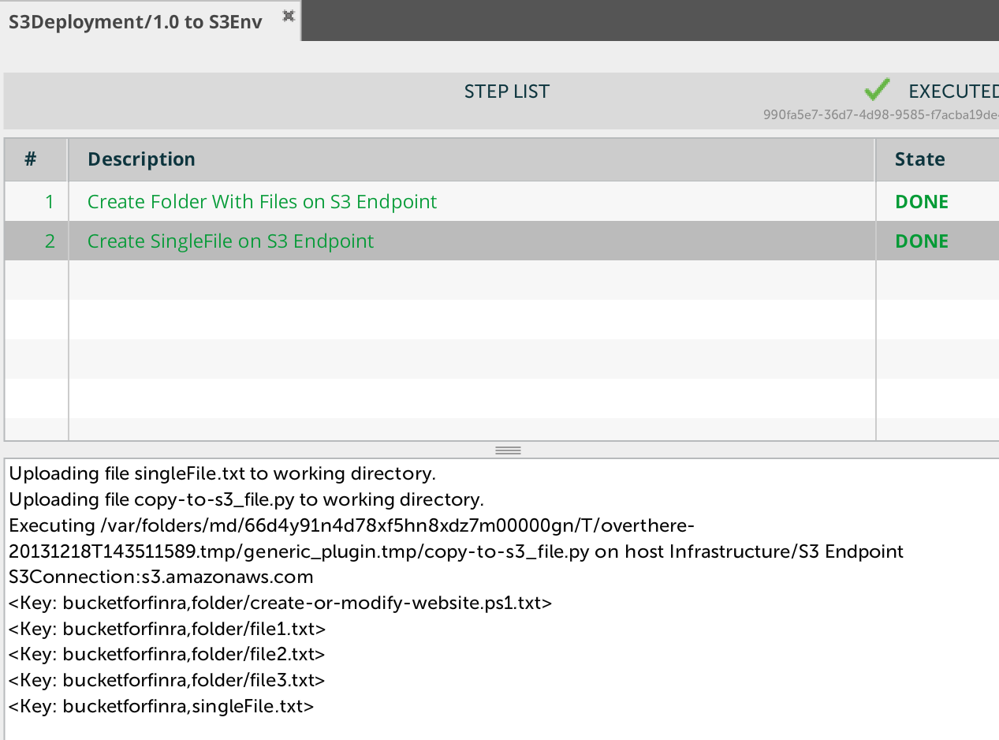 S3Deployment/1.0 to S3Env
STEP LIST
EXECUTED
990fa5e7-36d7-4d98-9585-f7acba19de
# Description State
1 Create Folder With Files on S3 Endpoint DONE
2 Create SingleFile on S3 Endpoint DONE
Uploading file singleFile.txt to working directory.
Uploading file copy-to-s3_file.py to working directory.
Executing /var/folders/md/66d4y91n4d78xf5hn8xdz7m00000gn/T/overthere-
20131218T143511589.tmp/generic_plugin.tmp/copy-to-s3_file.py on host Infrastructure/S3 Endpoint
S3Connection:s3.amazonaws.com
<Key: bucketforfinra,folder/create-or-modify-website.ps1.txt>
<Key: bucketforfinra,folder/file1.txt>
<Key: bucketforfinra,folder/file2.txt>
<Key: bucketforfinra,folder/file3.txt>
<Key: bucketforfinra,singleFile.txt>